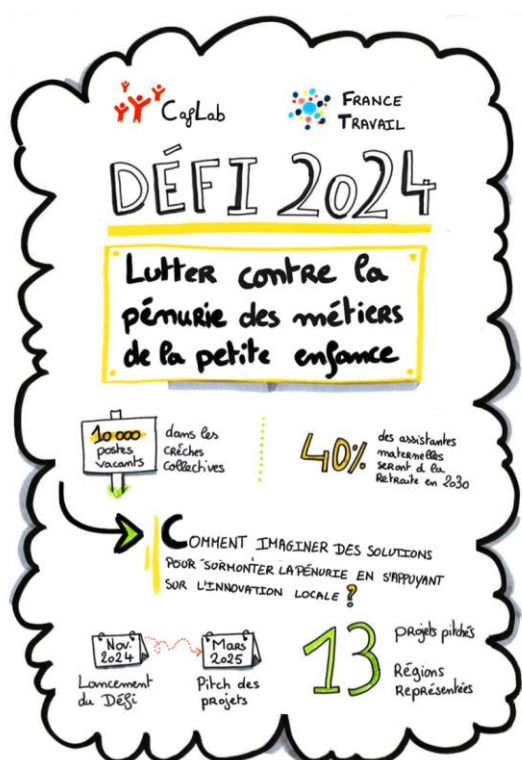 CafLab
FRANCE
TRAVAIL
DÉFI 2024
Lutter contre la
pénurie des métiers
de la petite enfance
10 000
postes
vacants
dans les
crèches
collectives
40%
des assistantes
maternelles
seront à la
Retraite en 2030
COMMENT IMAGINER DES SOLUTIONS
POUR SURMONTER LA PÉNURIE EN S'APPUYANT
SUR L'INNOVATION LOCALE ?
Nov.
2024
Lancement
du Défi
Mars
2025
Pitch des
projets
13
projets pitchés
Régions
Représentées